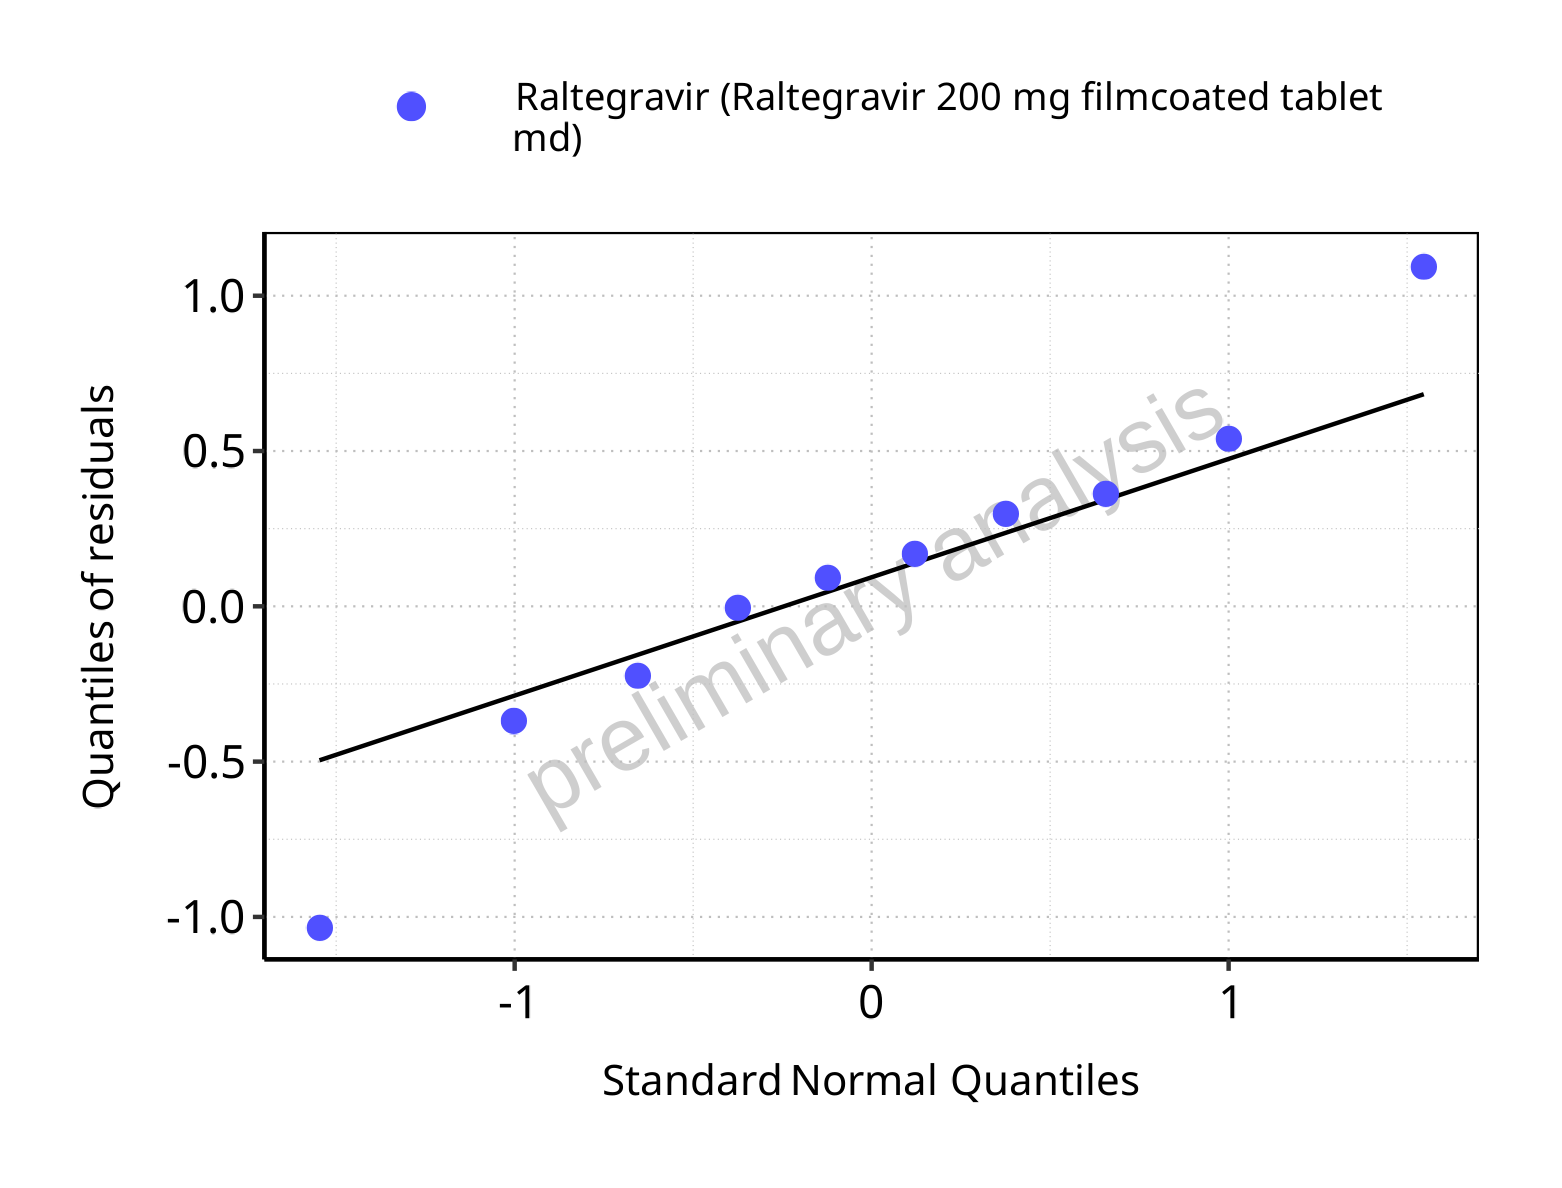 Raltegravir (Raltegravir 200 mg filmcoated tablet
md)
1.0
0.5
0.0
-0.5
-1.0
Quantiles of residuals
preliminary analysis
-1 0 1
Standard Normal Quantiles